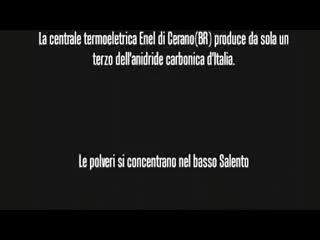 La centrale termoeletrica Enel di Cerano(BR) produce da sola un
terzo dell'anidride carbonica d'Italia.
Le polveri si concentrano nel basso Salento